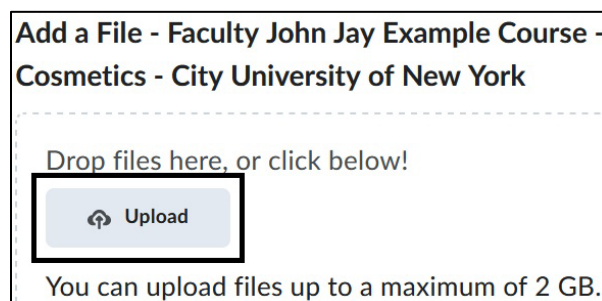 Add a File - Faculty John Jay Example Course -
Cosmetics - City University of New York
Drop files here, or click below!
Upload
You can upload files up to a maximum of 2 GB.